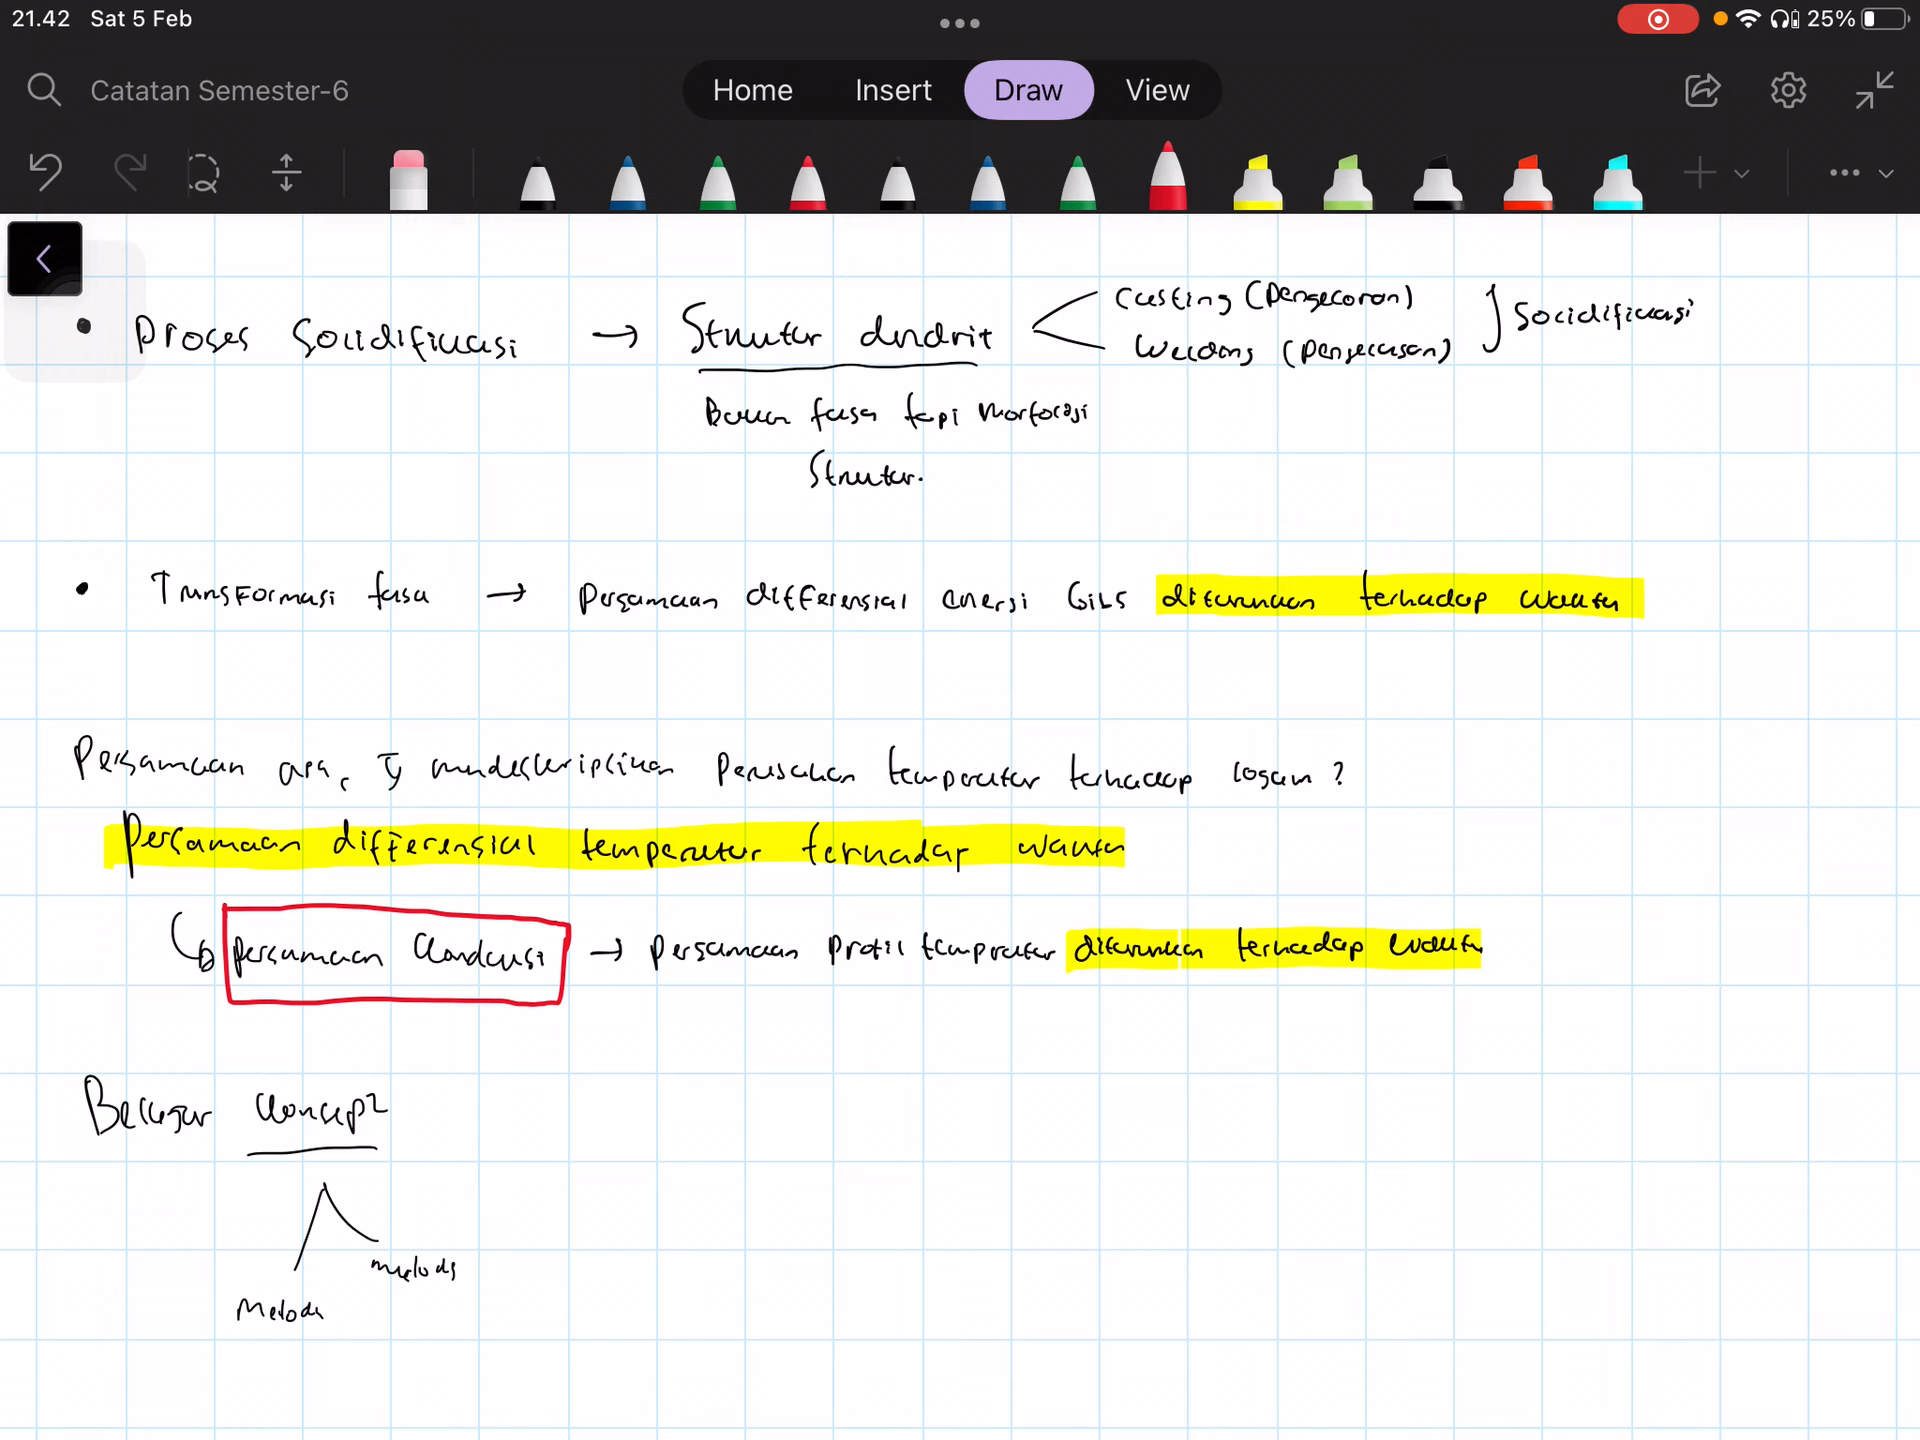 21.42 Sat 5 Feb 25%
Catatan Semester-6 Home Insert Draw View
• Proses Solidifikasi → Struktur dendrit Casting (Pengecoran) Solidifikasi
Welding (Pengelasan)
Bukan fasa tapi Morfologi
Struktur.
• Transformasi fasa → Persamaan differensial energi Gibs diturunkan terhadap waktu
Persamaan apa, yg mendeskripsikan Perubahan temperatur terhadap logam ?
Persamaan differensial temperatur terhadap waktu
Persamaan Konduksi → Persamaan Profil temperatur diturunkan terhadap waktu
Belajar Konsep2
metode
Metode